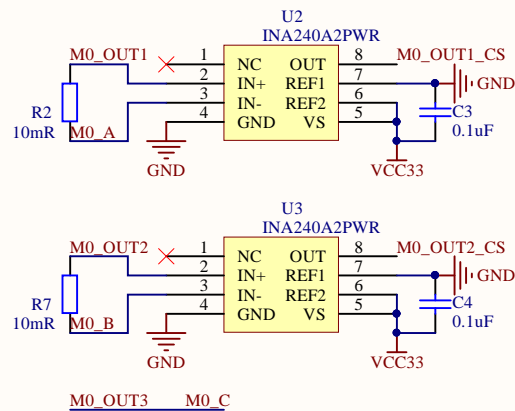 U2
INA240A2PWR
M0_OUT1
1
NC
OUT
8
M0_OUT1_CS
2
IN+
REF1
7
GND
3
IN-
REF2
6
4
GND
VS
5
R2
10mR
M0_A
C3
0.1uF
GND
VCC33
U3
INA240A2PWR
M0_OUT2
1
NC
OUT
8
M0_OUT2_CS
2
IN+
REF1
7
GND
3
IN-
REF2
6
4
GND
VS
5
R7
10mR
M0_B
C4
0.1uF
GND
VCC33
M0_OUT3
M0_C